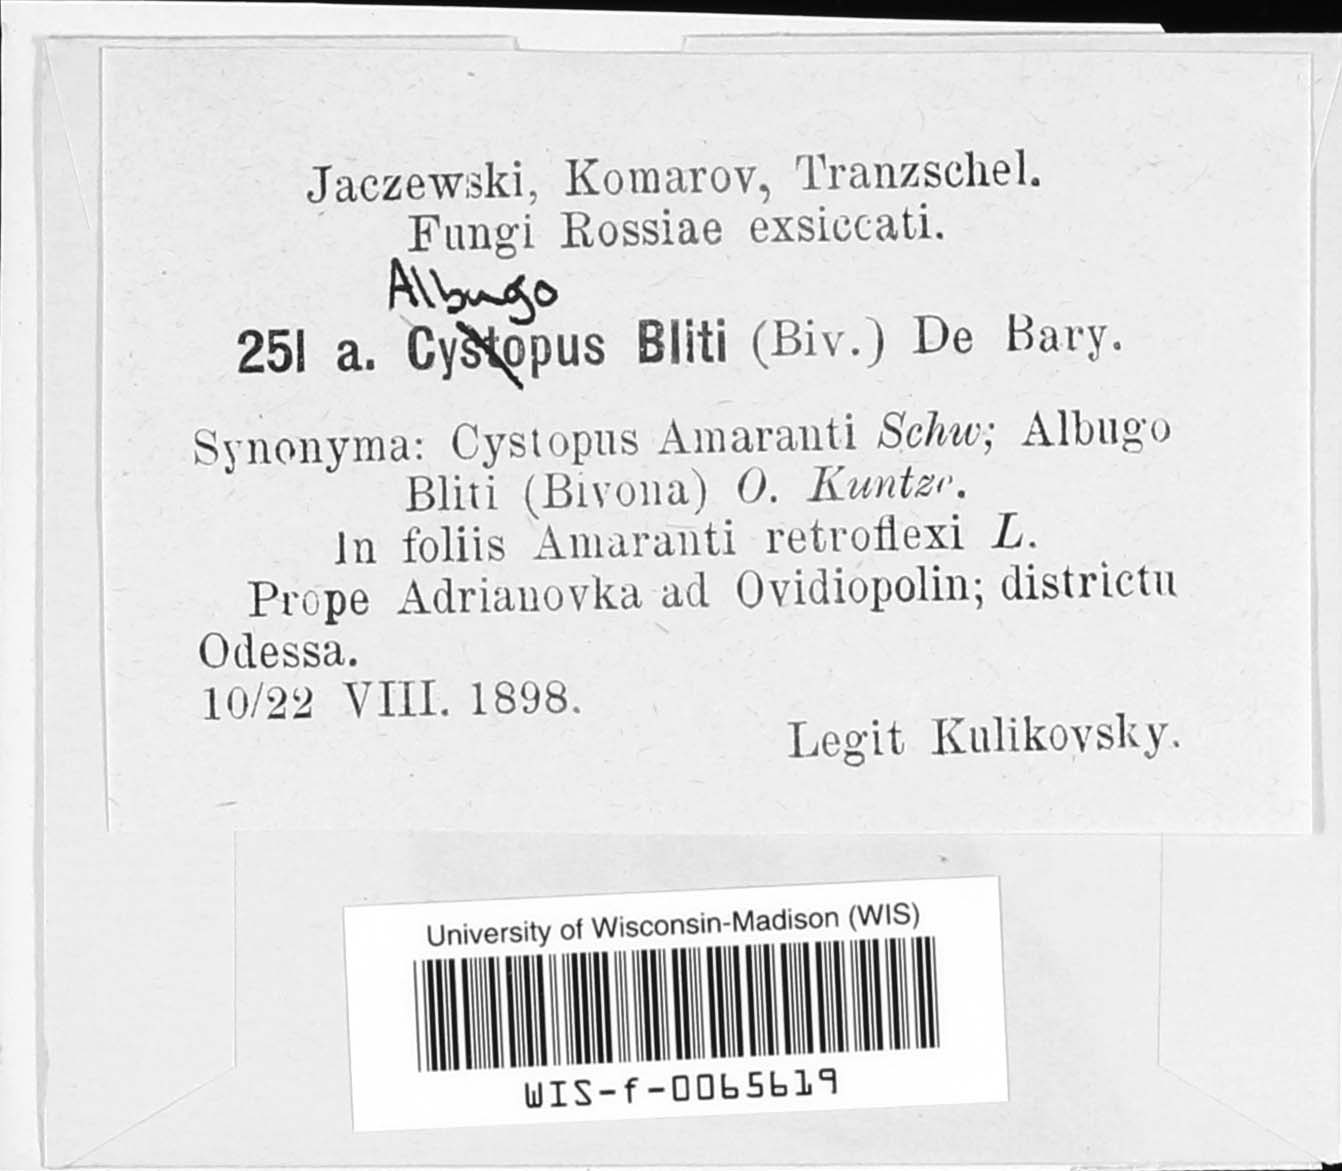 Jaczewski, Komarov, Tranzschel.
Fungi Rossiae exsiccati.
Albugo
251 a. Cystopus Bliti (Biv.) De Bary.
Synonyma: Cystopus Amaranti Schw; Albugo
Bliti (Bivona) O. Kuntze.
In foliis Amaranti retroflexi L.
Prope Adrianovka ad Ovidiopolin; districtu
Odessa.
10/22 VIII. 1898.
Legit Kulikovsky.
University of Wisconsin-Madison (WIS)
WIS-f-0065619